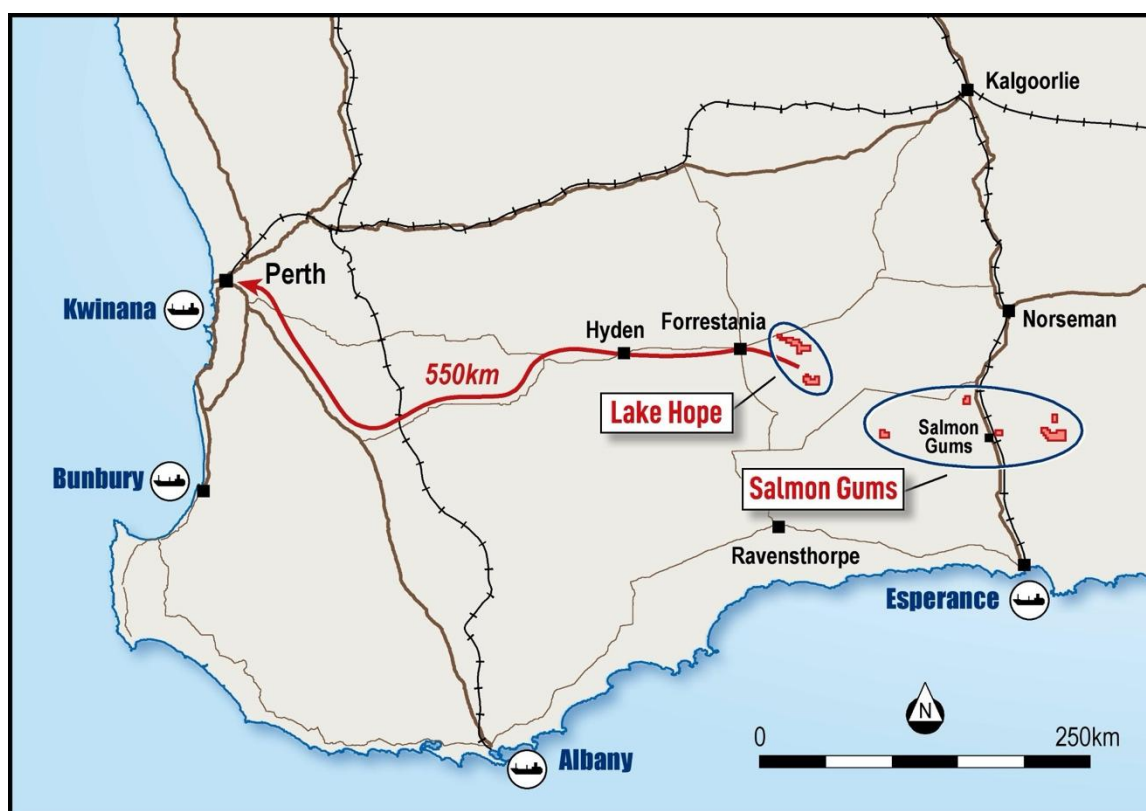 Kalgoorlie
Perth
Kwinana
Hyden
Forrestania
Norseman
550km
Lake Hope
Salmon
Gums
Bunbury
Salmon Gums
Ravensthorpe
Esperance
N
0
250km
Albany